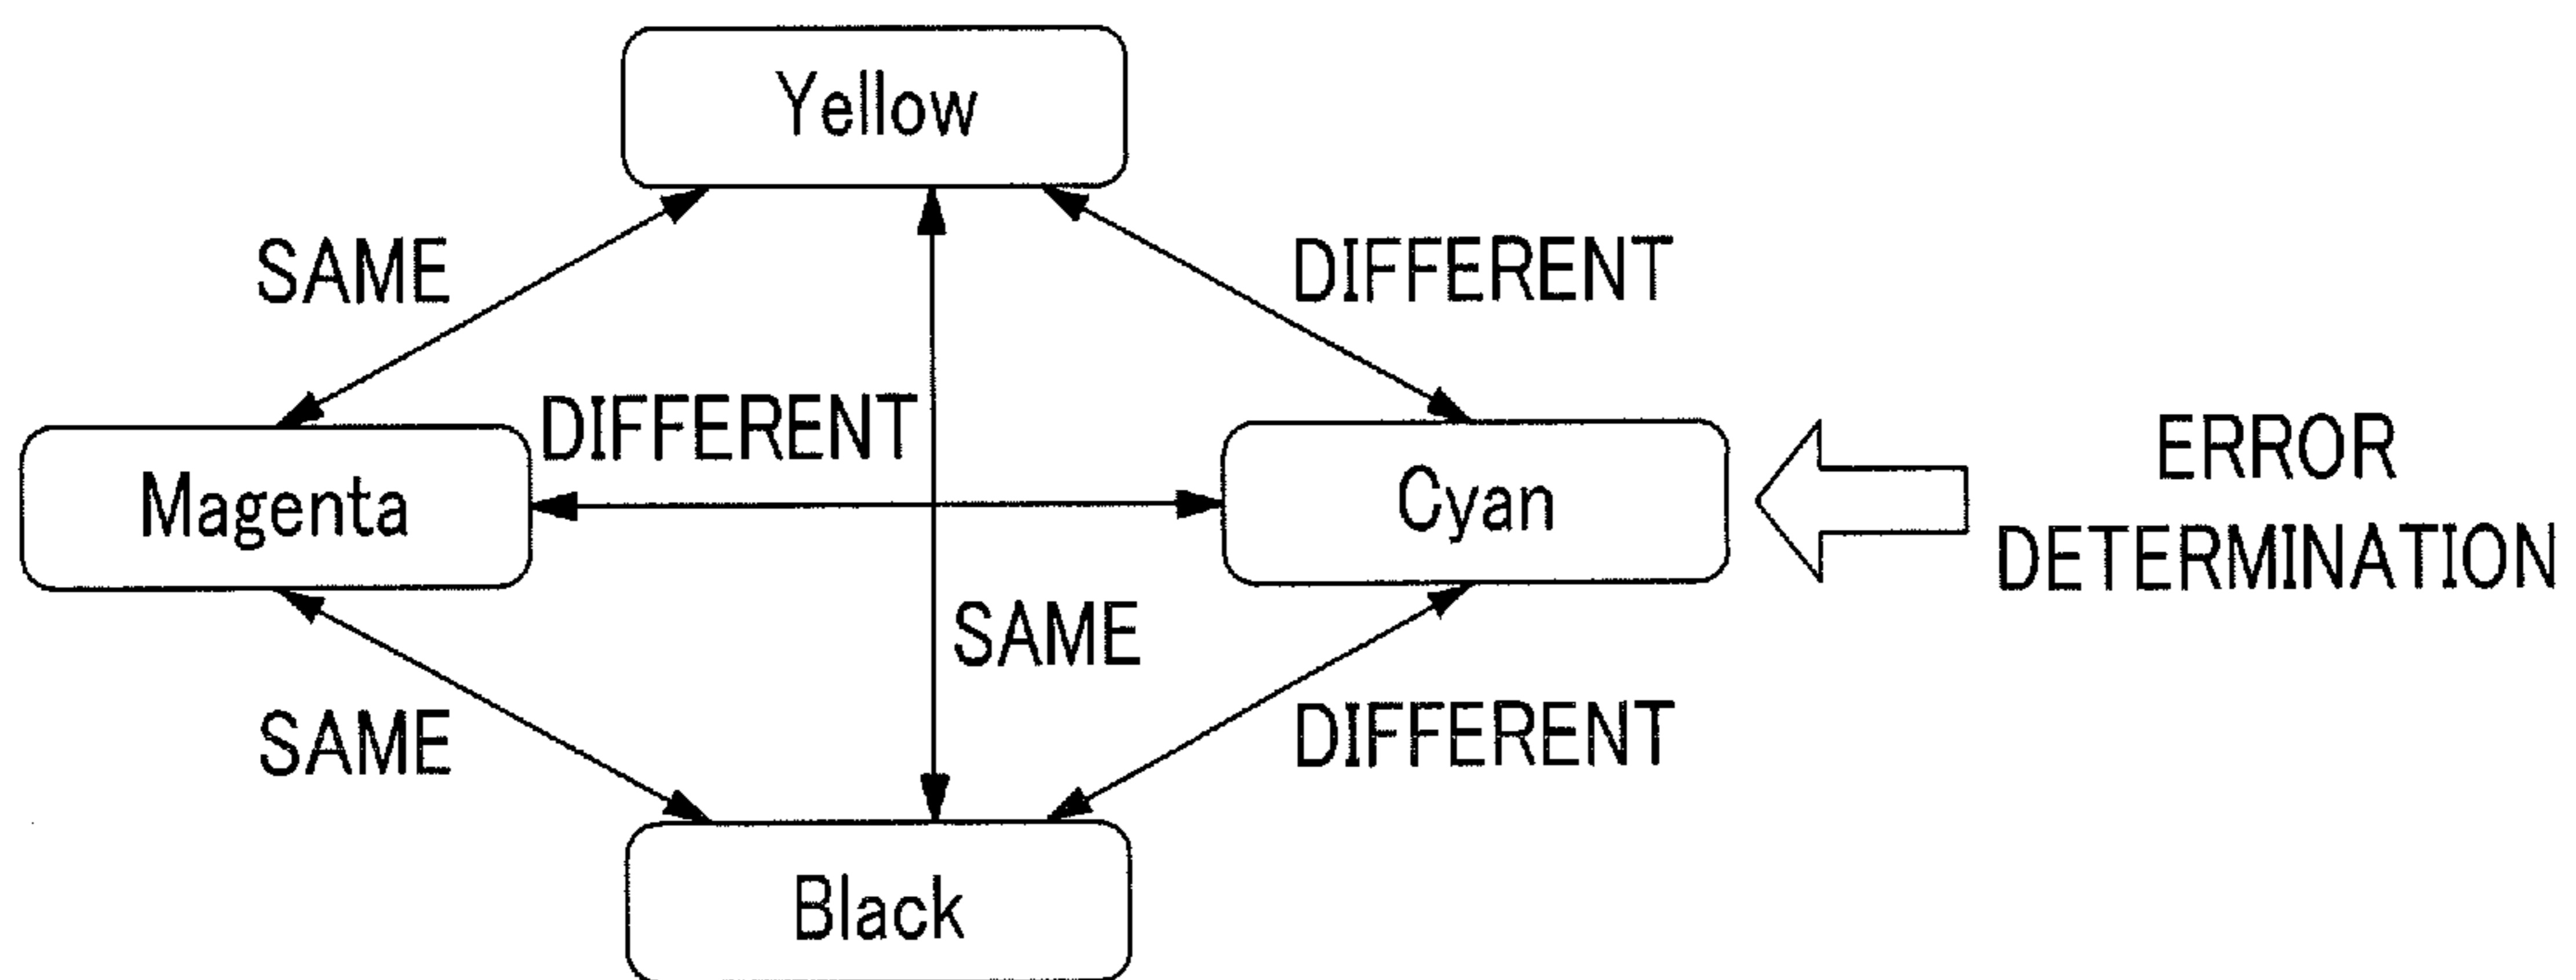 Yellow
SAME
DIFFERENT
DIFFERENT
Magenta
Cyan
ERROR
DETERMINATION
SAME
SAME
DIFFERENT
Black